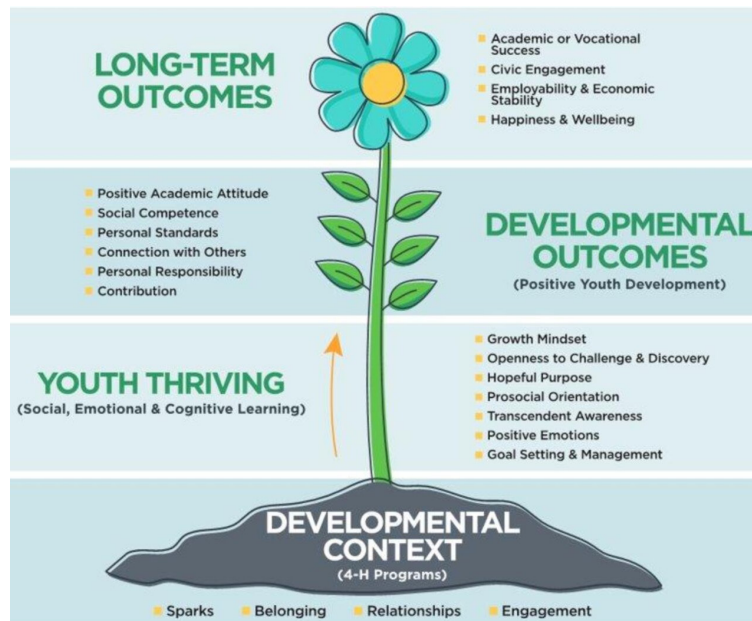 LONG-TERM
OUTCOMES
Academic or Vocational
Success
Civic Engagement
Employability & Economic
Stability
Happiness & Wellbeing
Positive Academic Attitude
Social Competence
Personal Standards
Connection with Others
Personal Responsibility
Contribution
DEVELOPMENTAL
OUTCOMES
(Positive Youth Development)
YOUTH THRIVING
(Social, Emotional & Cognitive Learning)
Growth Mindset
Openness to Challenge & Discovery
Hopeful Purpose
Prosocial Orientation
Transcendent Awareness
Positive Emotions
Goal Setting & Management
DEVELOPMENTAL
CONTEXT
(4-H Programs)
Sparks Belonging Relationships Engagement